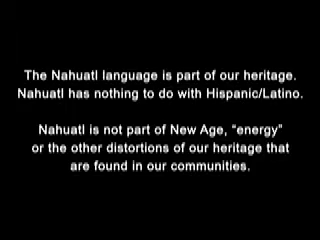 The Nahuatl language is part of our heritage.
Nahuatl has nothing to do with Hispanic/Latino.
Nahuatl is not part of New Age, “energy”
or the other distortions of our heritage that
are found in our communities.